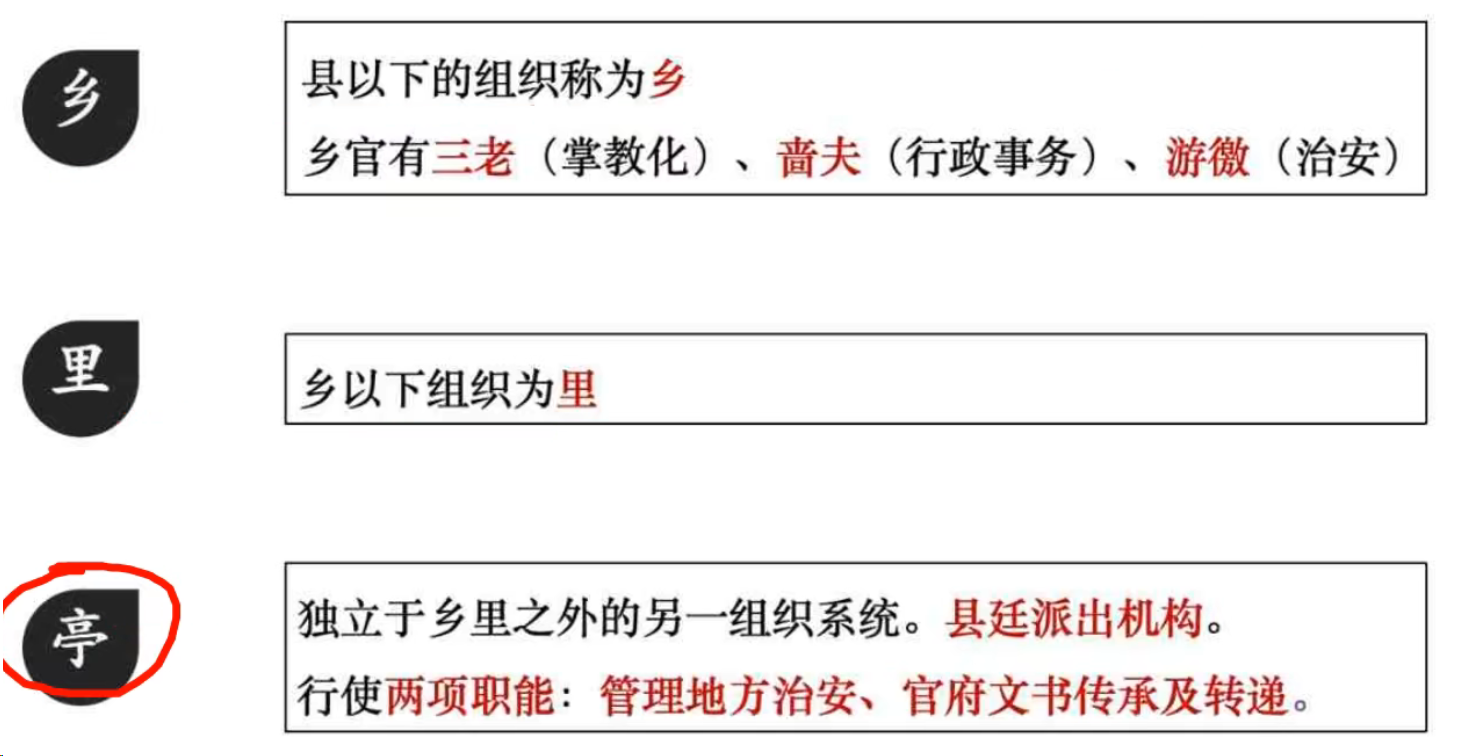 乡
县以下的组织称为乡
乡官有三老（掌教化）、啬夫（行政事务）、游徼（治安）
里
乡以下组织为里
亭
独立于乡里之外的另一组织系统。县廷派出机构。
行使两项职能：管理地方治安、官府文书传承及转递。